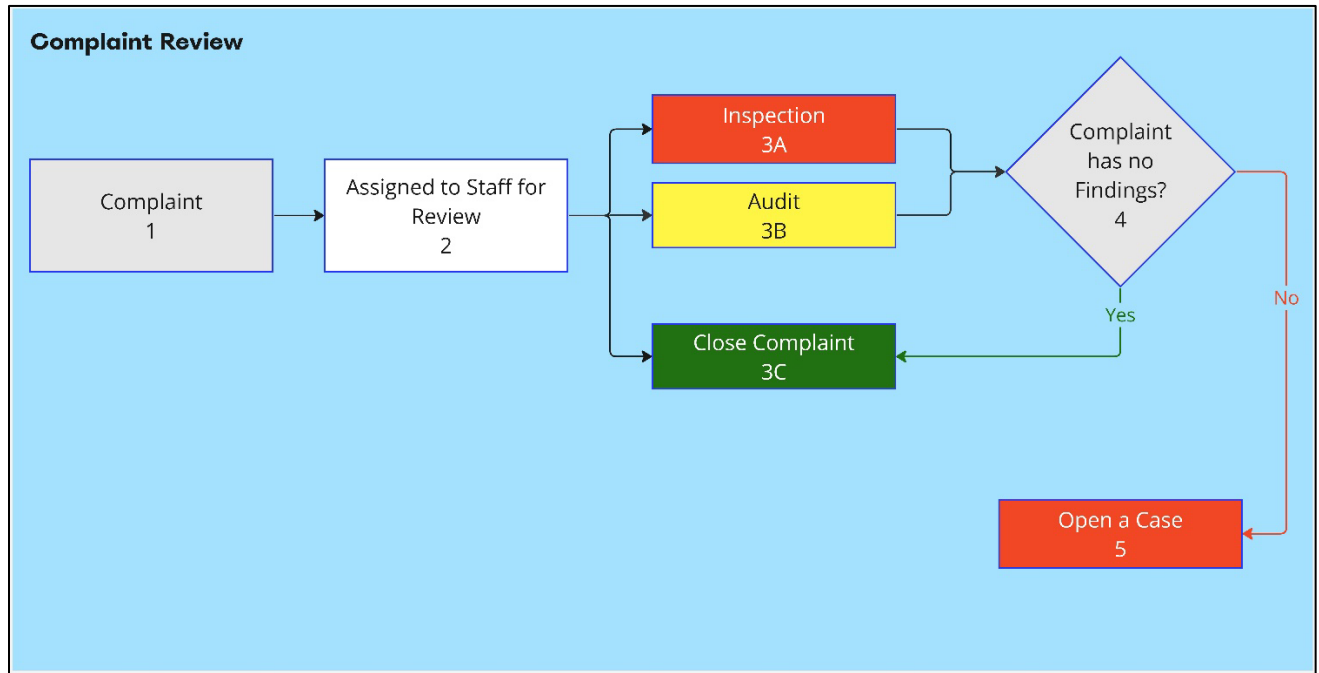 Complaint Review
Complaint
1
Assigned to Staff for
Review
2
Inspection
3A
Audit
3B
Close Complaint
3C
Complaint
has no
Findings?
4
Yes
No
Open a Case
5